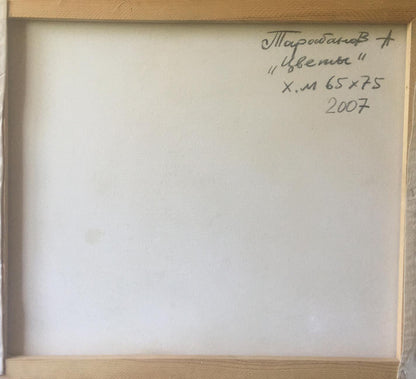 Тарабанов А
„Цветы"
х.м 65х75
2007